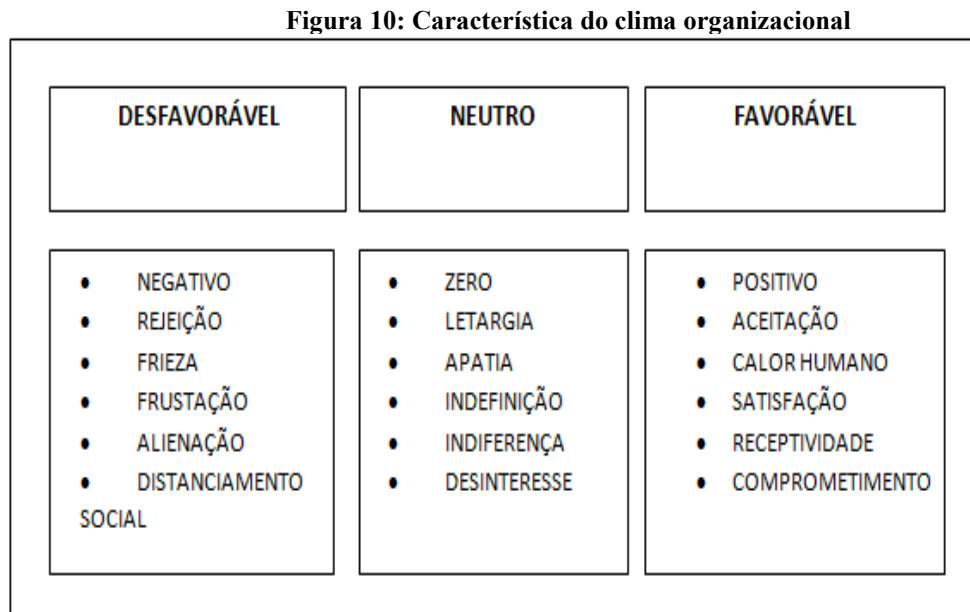 Figura 10: Característica do clima organizacional
DESFAVORÁVEL
NEUTRO
FAVORÁVEL
• NEGATIVO
• REJEIÇÃO
• FRIEZA
• FRUSTAÇÃO
• ALIENAÇÃO
• DISTANCIAMENTO
SOCIAL
• ZERO
• LETARGIA
• APATIA
• INDEFINIÇÃO
• INDIFERENÇA
• DESINTERESSE
• POSITIVO
• ACEITAÇÃO
• CALOR HUMANO
• SATISFAÇÃO
• RECEPTIVIDADE
• COMPROMETIMENTO